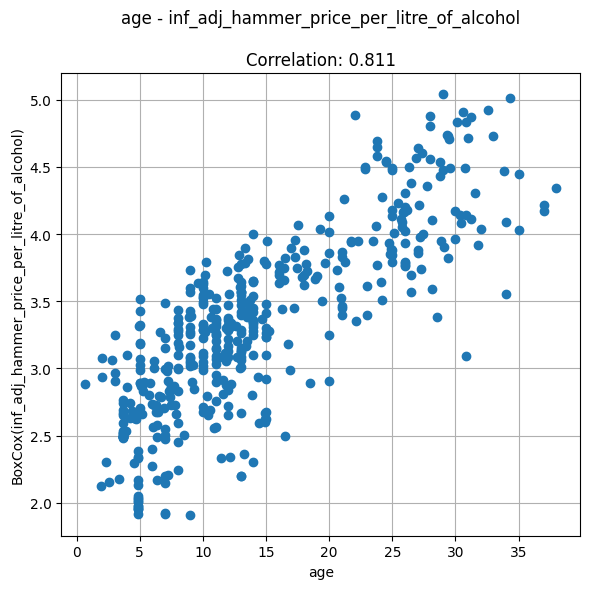 age - inf_adj_hammer_price_per_litre_of_alcohol
Correlation: 0.811
BoxCox(inf_adj_hammer_price_per_litre_of_alcohol)
5.0
4.5
4.0
3.5
3.0
2.5
2.0
0 5 10 15 20 25 30 35
age